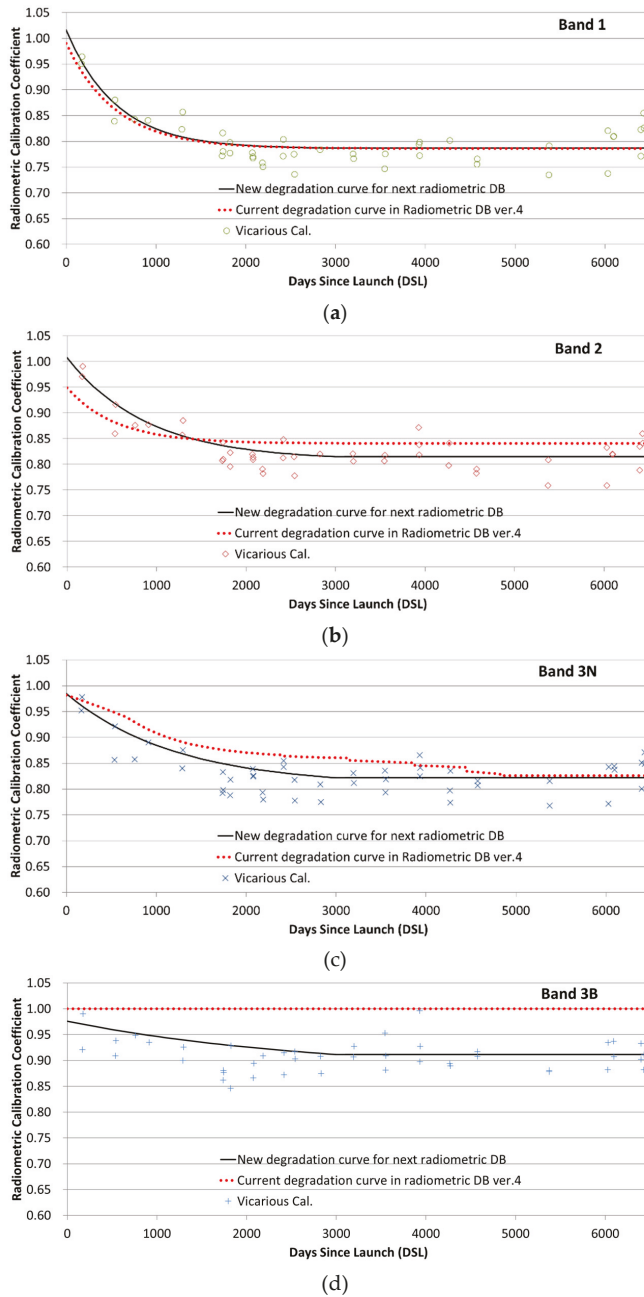 Band 1
Radiometric Calibration Coefficient
1.05
1.00
0.95
0.90
0.85
0.80
0.75
0.70
0.65
0.60
New degradation curve for next radiometric DB
Current degradation curve in Radiometric DB ver.4
Vicarious Cal.
0 1000 2000 3000 4000 5000 6000
Days Since Launch (DSL)
(a)
Band 2
Radiometric Calibration Coefficient
1.05
1.00
0.95
0.90
0.85
0.80
0.75
0.70
0.65
0.60
New degradation curve for next radiometric DB
Current degradation curve in Radiometric DB ver.4
Vicarious Cal.
0 1000 2000 3000 4000 5000 6000
Days Since Launch (DSL)
(b)
Band 3N
Radiometric Calibration Coefficient
1.05
1.00
0.95
0.90
0.85
0.80
0.75
0.70
0.65
0.60
New degradation curve for next radiometric DB
Current degradation curve in Radiometric DB ver.4
Vicarious Cal.
0 1000 2000 3000 4000 5000 6000
Days Since Launch (DSL)
(c)
Band 3B
Radiometric Calibration Coefficient
1.05
1.00
0.95
0.90
0.85
0.80
0.75
0.70
0.65
0.60
New degradation curve for next radiometric DB
Current degradation curve in radiometric DB ver.4
Vicarious Cal.
0 1000 2000 3000 4000 5000 6000
Days Since Launch (DSL)
(d)